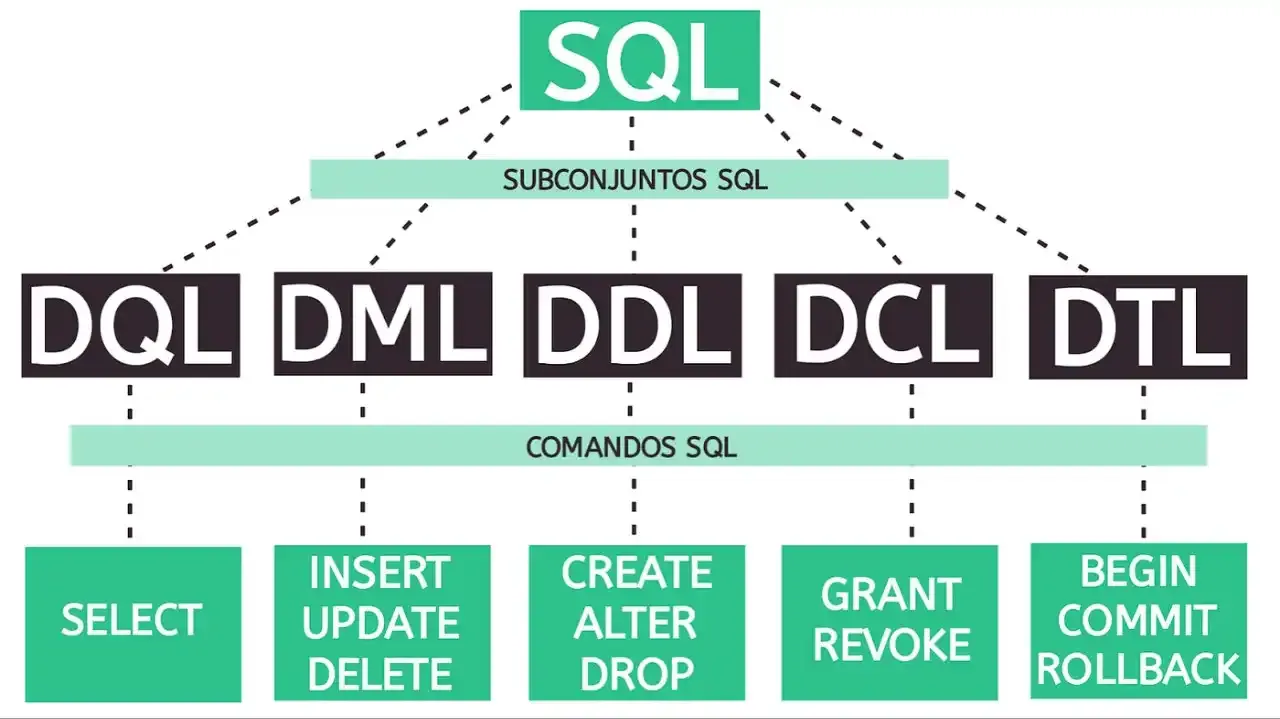 SQL
SUBCONJUNTOS SQL
DQL
DML
DDL
DCL
DTL
COMANDOS SQL
SELECT
INSERT
UPDATE
DELETE
CREATE
ALTER
DROP
GRANT
REVOKE
BEGIN
COMMIT
ROLLBACK